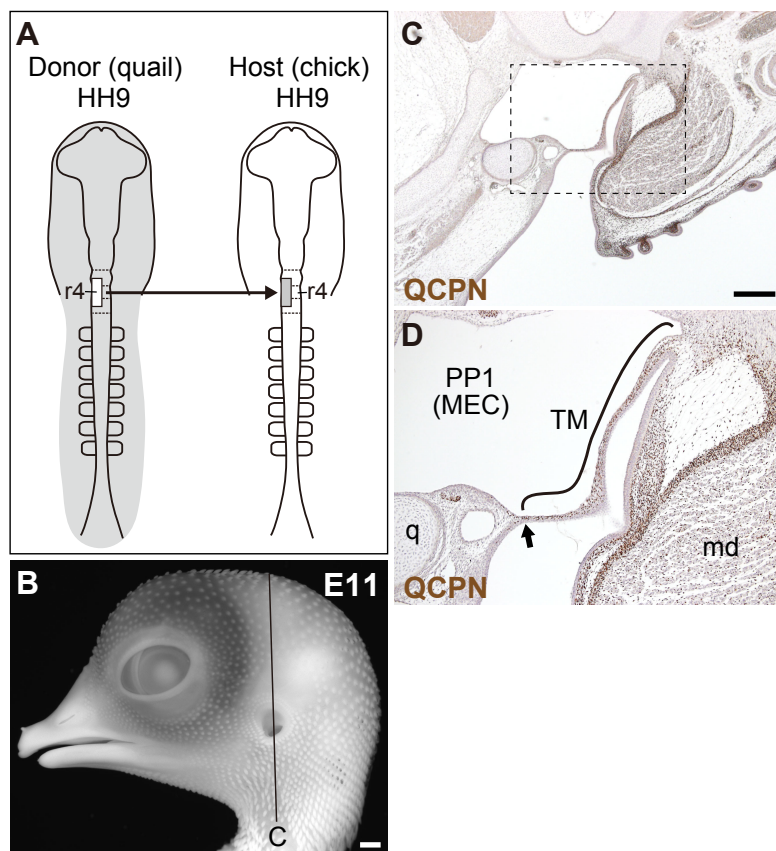 A
Donor (quail)
HH9
Host (chick)
HH9
r4
r4
B
E11
C
C
QCPN
D
PP1
(MEC)
TM
q
md
QCPN